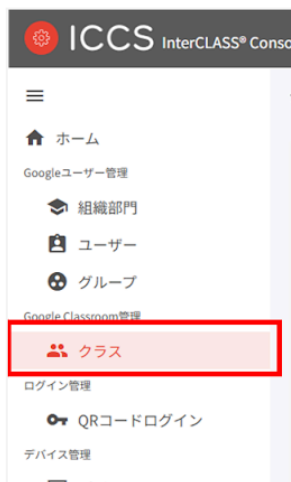 ICCS InterCLASS® Conso
ホーム
Googleユーザー管理
組織部門
ユーザー
グループ
Google Classroom管理
クラス
ログイン管理
QRコードログイン
デバイス管理